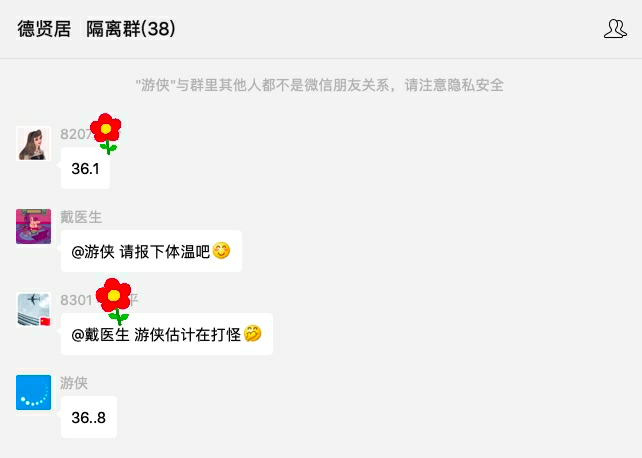 德贤居 隔离群(38)
"游侠"与群里其他人都不是微信朋友关系，请注意隐私安全
8207
36.1
戴医生
@游侠 请报下体温吧
8301 平
@戴医生 游侠估计在打怪
游侠
36..8